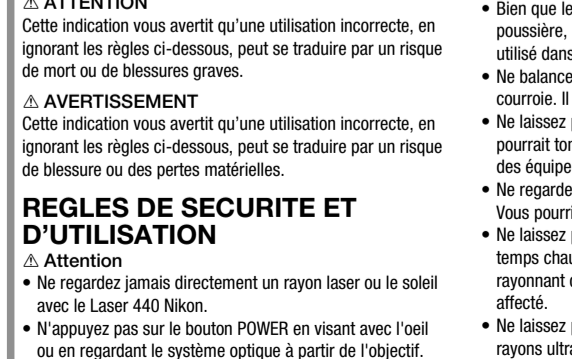 ⚠ ATTENTION
Cette indication vous avertit qu'une utilisation incorrecte, en
ignorant les règles ci-dessous, peut se traduire par un risque
de mort ou de blessures graves.
⚠ AVERTISSEMENT
Cette indication vous avertit qu'une utilisation incorrecte, en
ignorant les règles ci-dessous, peut se traduire par un risque
de blessure ou des pertes matérielles.
REGLES DE SECURITE ET
D'UTILISATION
⚠ Attention
• Ne regardez jamais directement un rayon laser ou le soleil
avec le Laser 440 Nikon.
• N'appuyez pas sur le bouton POWER en visant avec l'oeil
ou en regardant le système optique à partir de l'objectif.
• Bien que le
poussière,
utilisé dans
• Ne balance
courroie. Il
• Ne laissez
pourrait
des
• Ne
Vous
• Ne laissez
temps
rayonnant
affecté.
• Ne laissez
rayons